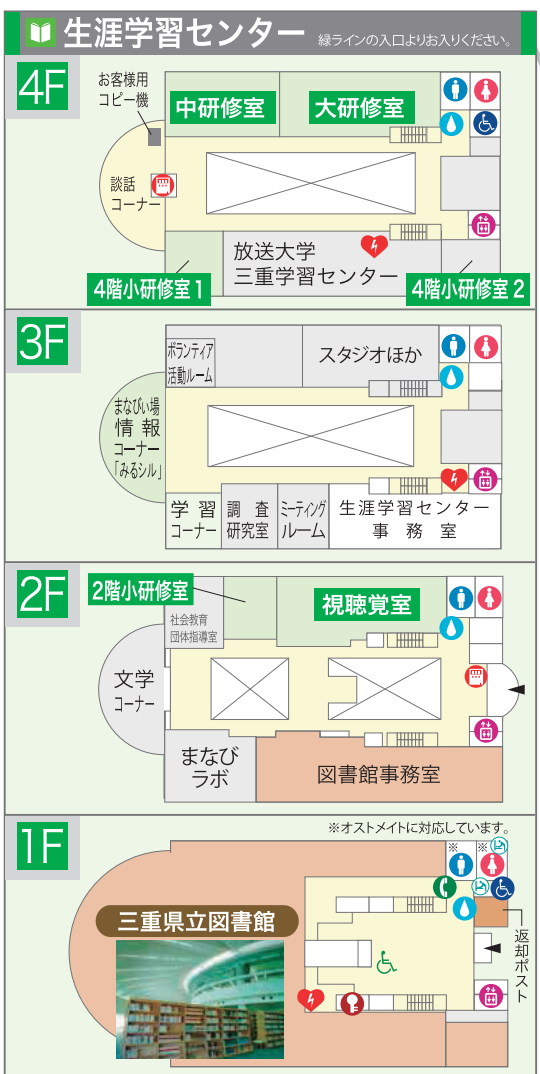 生涯学習センター
緑ラインの入口よりお入りください。
4F
お客様用
コピー機
中研修室
大研修室
談話
コーナー
放送大学
三重学習センター
4階小研修室1
4階小研修室2
3F
ボランティア
活動ルーム
スタジオほか
まなびぃ場
情報
コーナー
「みるシル」
学習
コーナー
調査
研究室
ミーティング
ルーム
生涯学習センター
事務室
2F
2階小研修室
視聴覚室
社会教育
団体指導室
文学
コーナー
まなび
ラボ
図書館事務室
1F
※オストメイトに対応しています。
※
※
三重県立図書館
返却ポスト